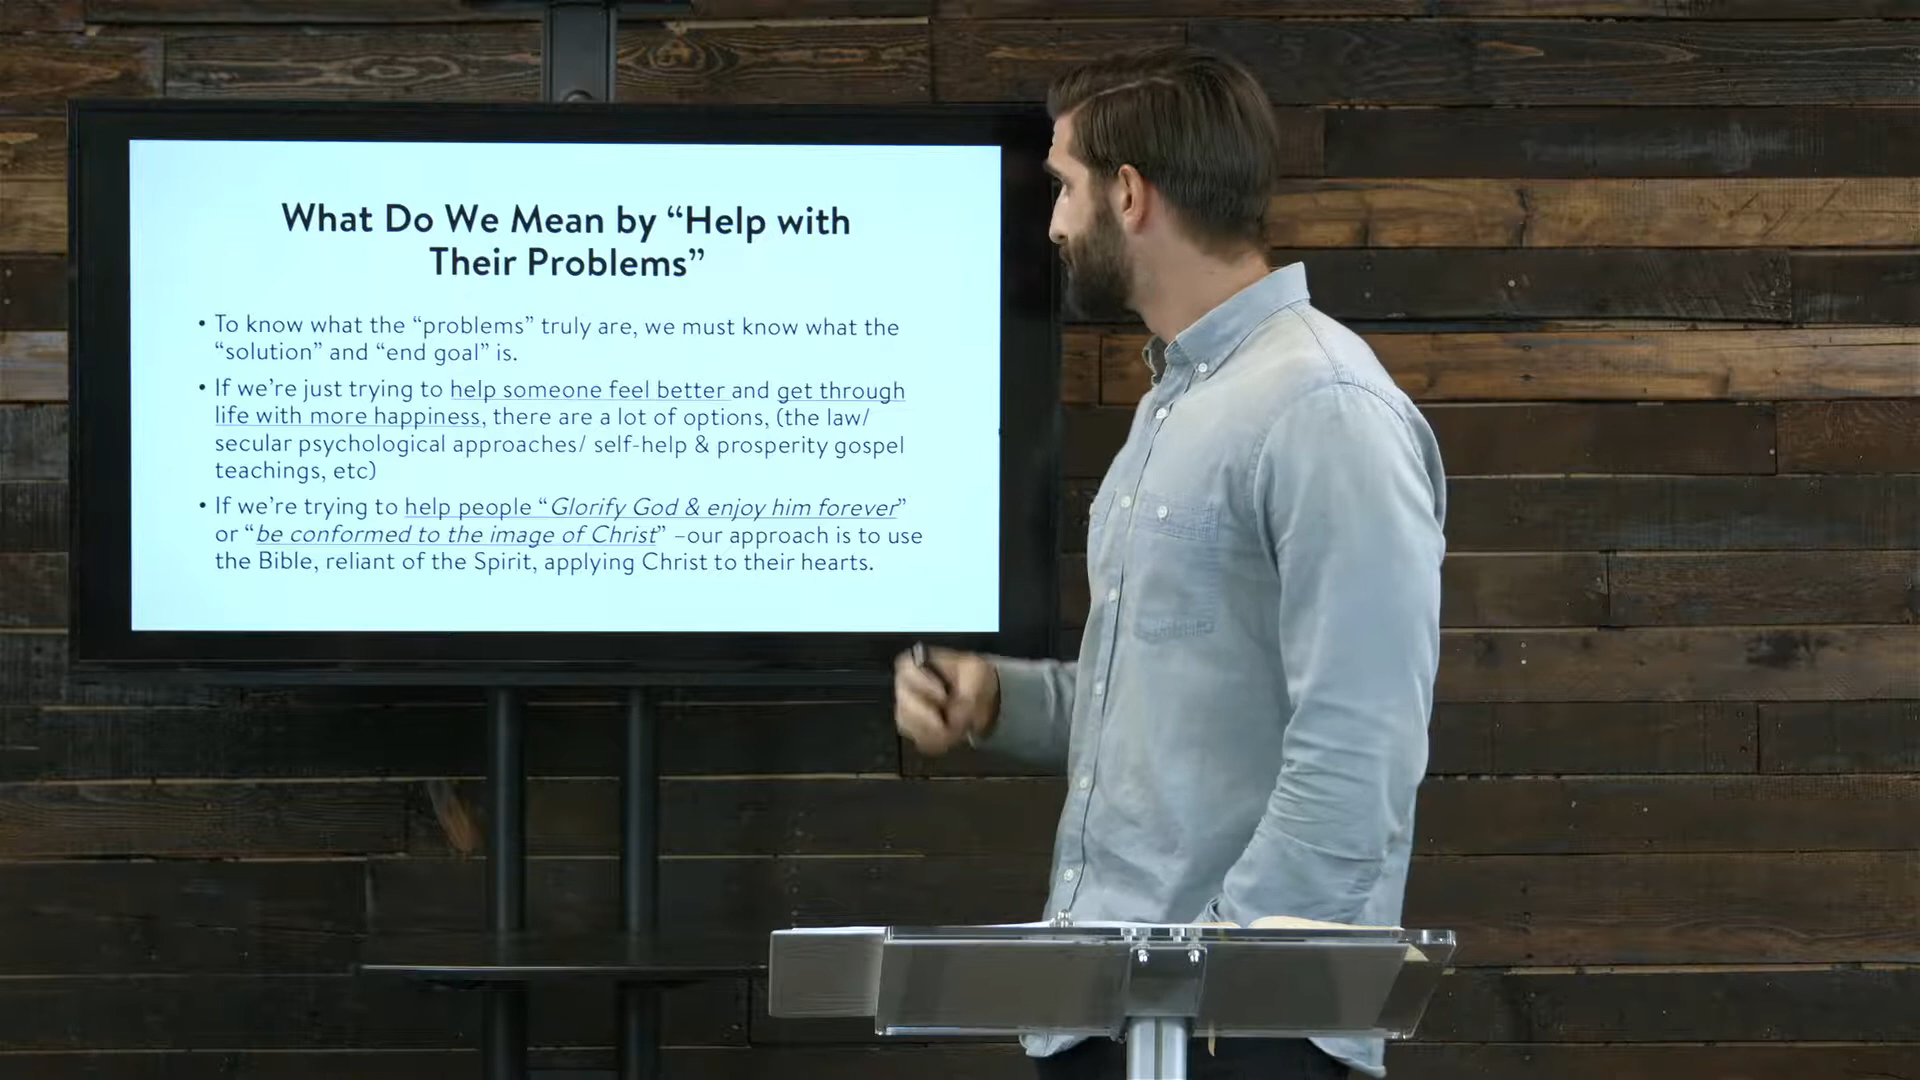 What Do We Mean by “Help with
Their Problems”
• To know what the “problems” truly are, we must know what the
“solution” and “end goal” is.
• If we’re just trying to help someone feel better and get through
life with more happiness, there are a lot of options, (the law/
secular psychological approaches/ self-help & prosperity gospel
teachings, etc)
• If we’re trying to help people “Glorify God & enjoy him forever”
or “be conformed to the image of Christ” –our approach is to use
the Bible, reliant of the Spirit, applying Christ to their hearts.